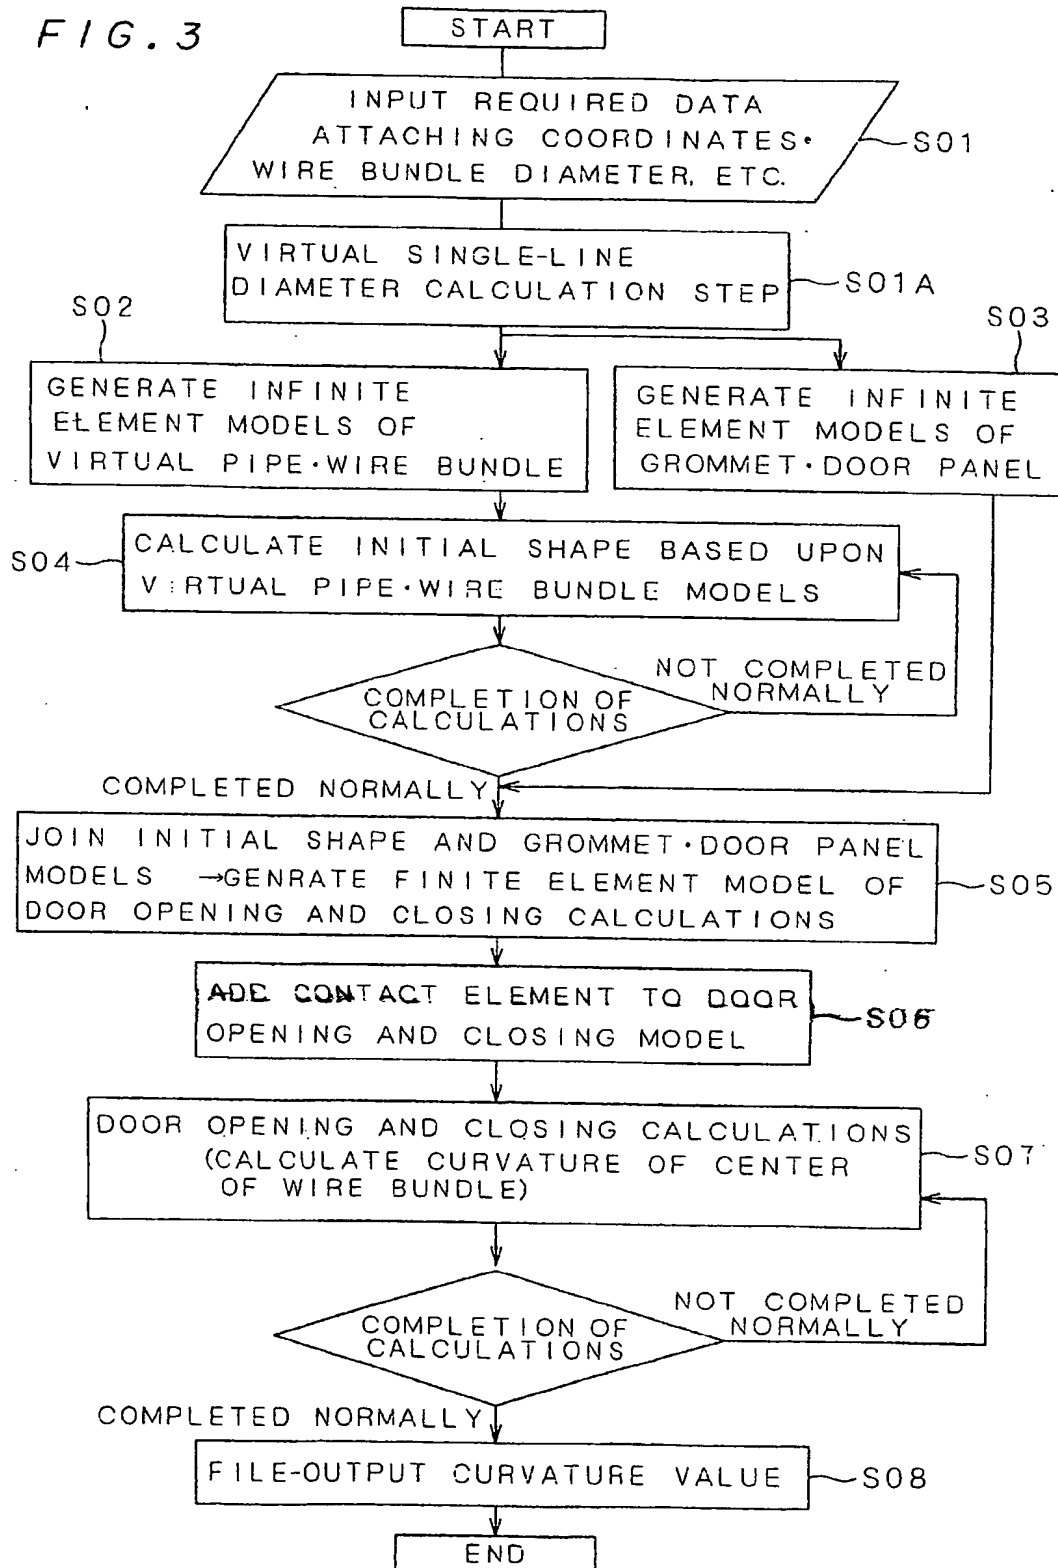 FIG. 3
START
INPUT REQUIRED DATA
ATTACHING COORDINATES·
WIRE BUNDLE DIAMETER, ETC.
S01
VIRTUAL SINGLE-LINE
DIAMETER CALCULATION STEP
S01A
S02
S03
GENERATE INFINITE
ELEMENT MODELS OF
VIRTUAL PIPE·WIRE BUNDLE
GENERATE INFINITE
ELEMENT MODELS OF
GROMMET·DOOR PANEL
S04
CALCULATE INITIAL SHAPE BASED UPON
VIRTUAL PIPE·WIRE BUNDLE MODELS
NOT COMPLETED
NORMALLY
COMPLETION OF
CALCULATIONS
COMPLETED NORMALLY
JOIN INITIAL SHAPE AND GROMMET·DOOR PANEL
MODELS →GENRATE FINITE ELEMENT MODEL OF
DOOR OPENING AND CLOSING CALCULATIONS
S05
ADD CONTACT ELEMENT TO DOOR
OPENING AND CLOSING MODEL
S06
DOOR OPENING AND CLOSING CALCULATIONS
(CALCULATE CURVATURE OF CENTER
OF WIRE BUNDLE)
S07
NOT COMPLETED
NORMALLY
COMPLETION OF
CALCULATIONS
COMPLETED NORMALLY
FILE-OUTPUT CURVATURE VALUE
S08
END